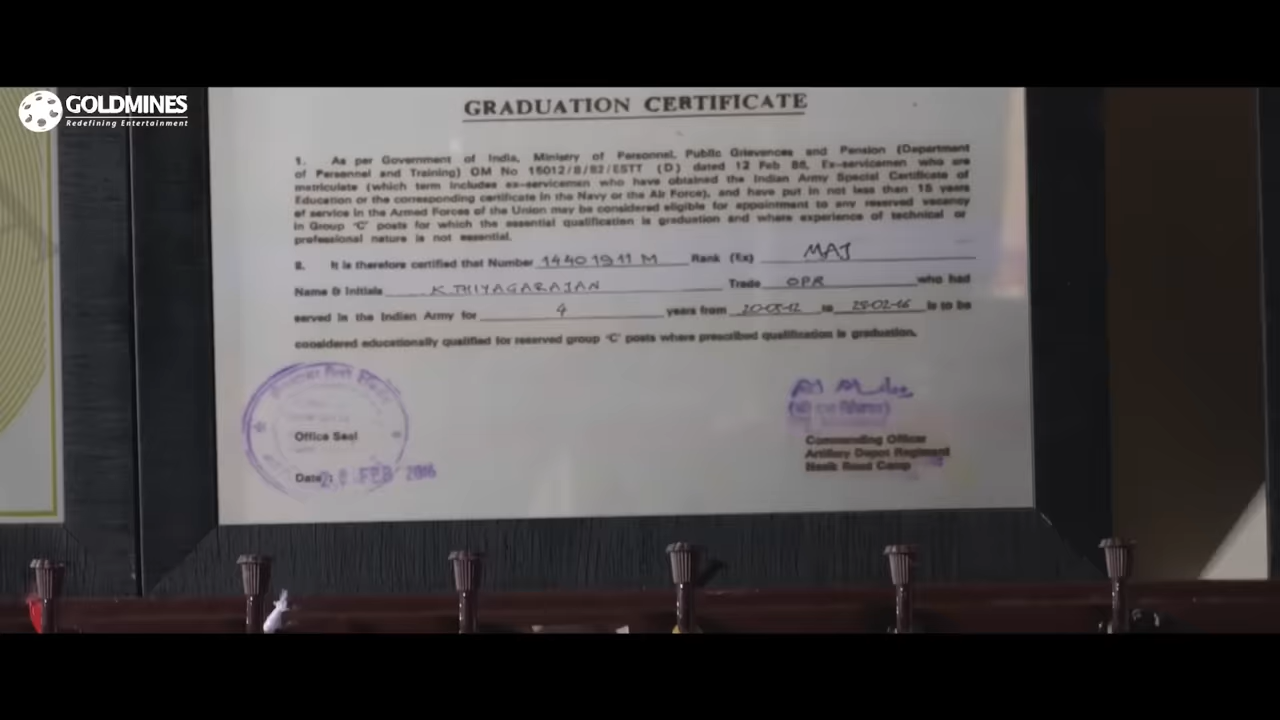 GOLDMINES
Redefining Entertainment
GRADUATION CERTIFICATE
1. As per Government of India, Ministry of Personnel, Public Grievances and Pension (Department
of Personnel and Training) OM No 15012/8/82/ESTT (D) dated 12 Feb 86, Ex-servicemen who are
matriculate (which term includes ex-servicemen who have obtained the Indian Army Special Certificate of
Education or the corresponding certificate in the Navy or the Air Force), and have put in not less than 15 years
of service in the Armed Forces of the Union may be considered eligible for appointment to any reserved vacancy
in Group 'C' posts for which the essential qualification is graduation and where experience of technical or
professional nature is not essential.
It is therefore certified that Number 14401911 M Rank (Ex) MAJ
Name & Initials K THIYAGARAJAN Trade OPR who had
served in the Indian Army for 4 years from 20-05-12 to 28-02-16 is to be
considered educationally qualified for reserved group 'C' posts where prescribed qualification is graduation.
Office Seal
Date: 28 FEB 2016
Commanding Officer
Artillery Depot Regiment
Nasik Road Camp